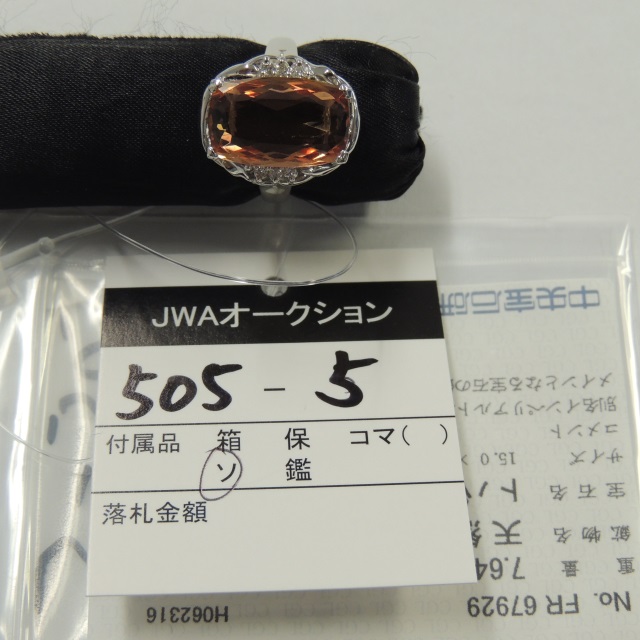 JWAオークション
505-5
付属品 箱 保 コマ( )
ソ 鑑
落札金額
中央宝石研
メインとなる宝石の
別名インペリアルト
コメント
サイズ 15.0
宝石名 トパ
鉱物名 天然
重量 7.64
No. FR 67929
H062316